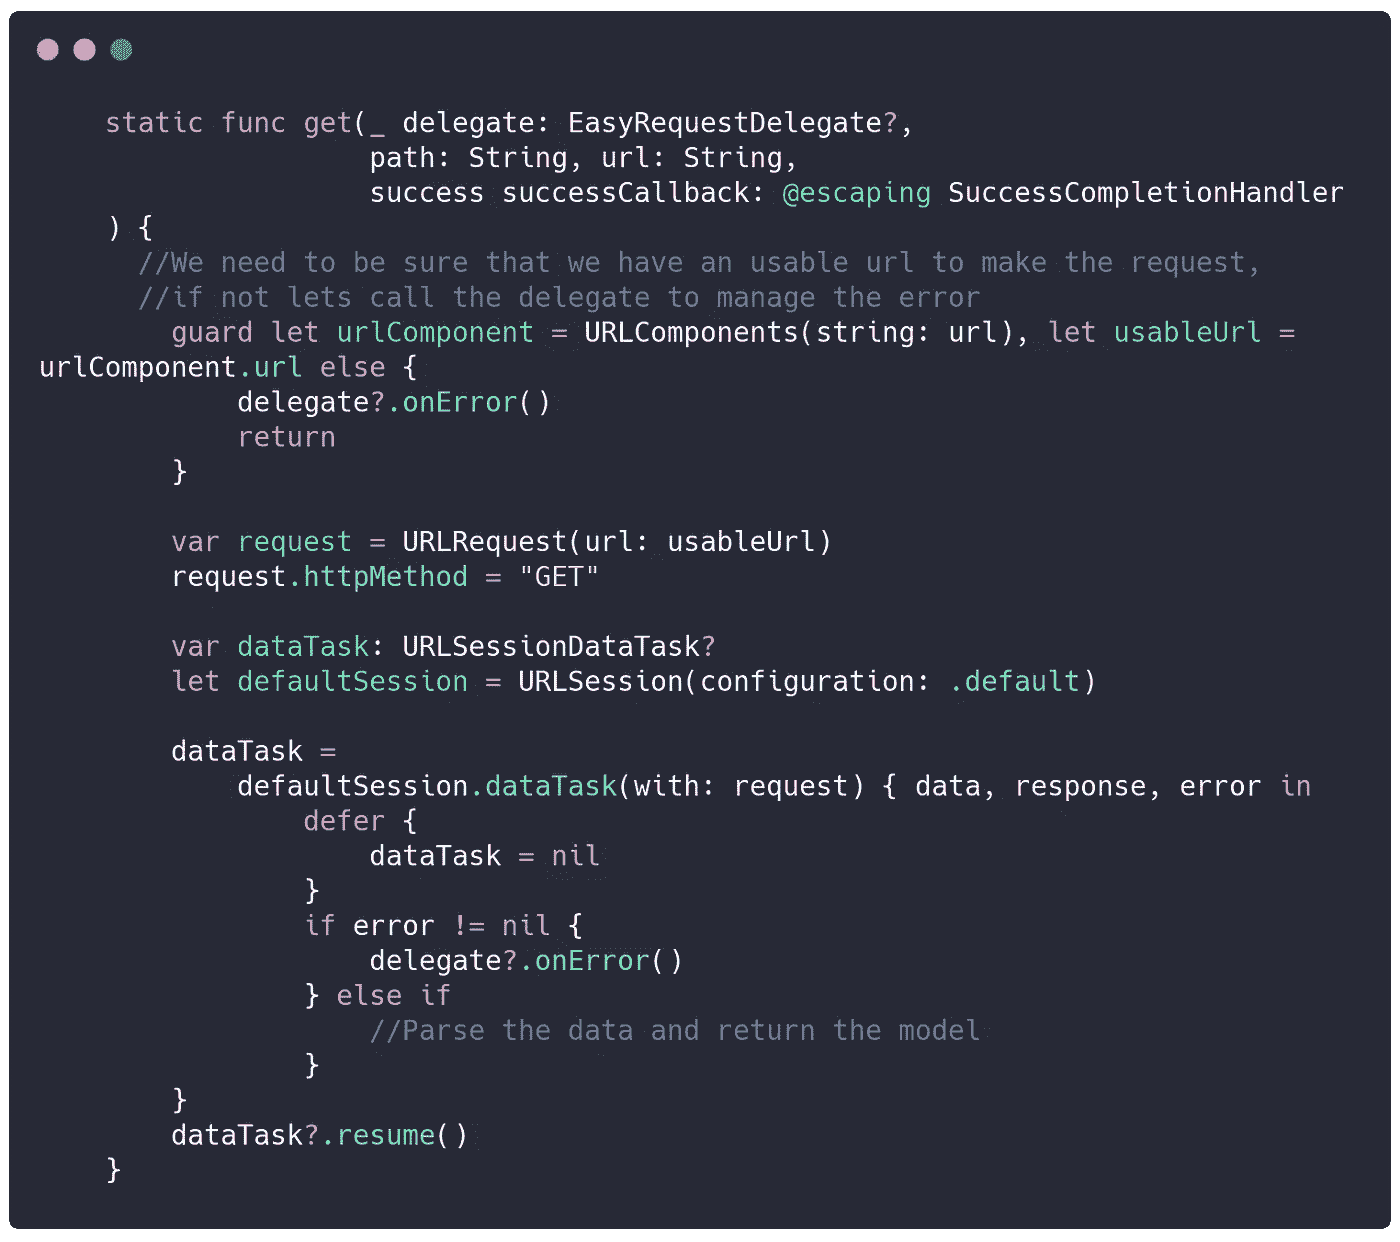 static func get(_ delegate: EasyRequestDelegate?,
path: String, url: String,
success successCallback: @escaping SuccessCompletionHandler
) {
//We need to be sure that we have an usable url to make the request,
//if not lets call the delegate to manage the error
guard let urlComponent = URLComponents(string: url), let usableUrl =
urlComponent.url else {
delegate?.onError()
return
}
var request = URLRequest(url: usableUrl)
request.httpMethod = "GET"
var dataTask: URLSessionDataTask?
let defaultSession = URLSession(configuration: .default)
dataTask =
defaultSession.dataTask(with: request) { data, response, error in
defer {
dataTask = nil
}
if error != nil {
delegate?.onError()
} else if
//Parse the data and return the model
}
}
dataTask?.resume()
}